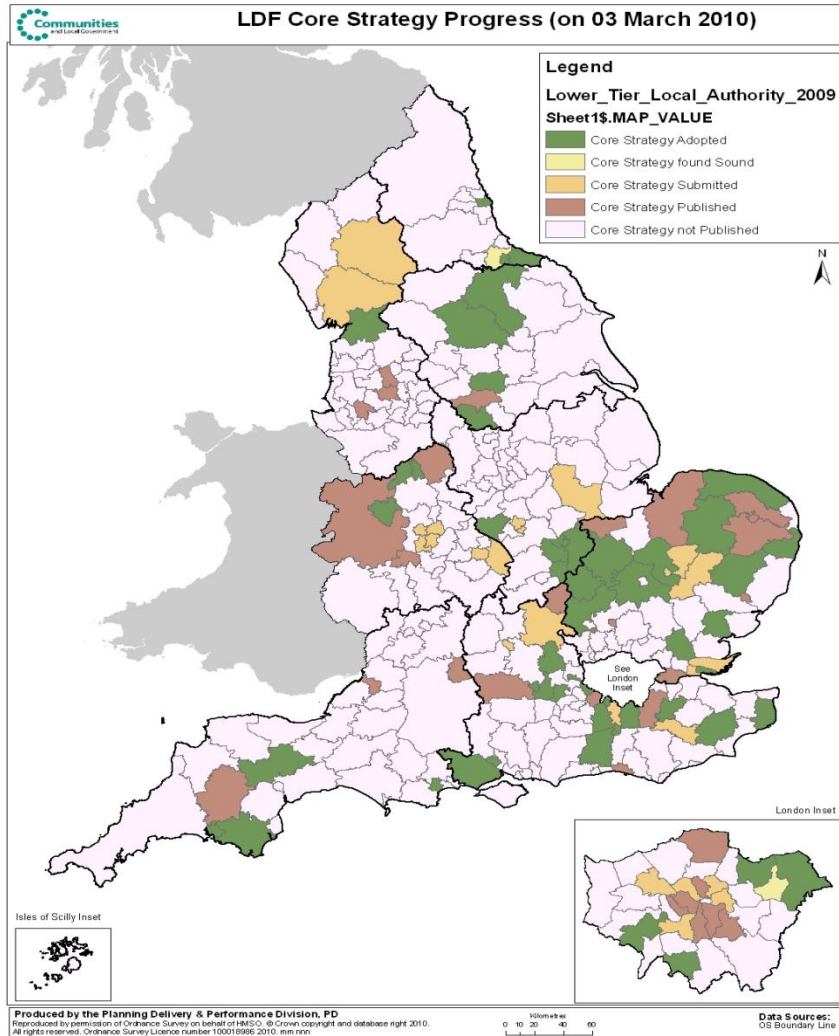 Communities
and Local Government
LDF Core Strategy Progress (on 03 March 2010)
Legend
Lower_Tier_Local_Authority_2009
Sheet1$.MAP_VALUE
Core Strategy Adopted
Core Strategy found Sound
Core Strategy Submitted
Core Strategy Published
Core Strategy not Published
N
See
London
Inset
London Inset
Isles of Scilly Inset
Produced by the Planning Delivery & Performance Division, PD
Reproduced by permission of Ordnance Survey on behalf of HMSO. © Crown copyright and database right 2010.
All rights reserved. Ordnance Survey Licence number 100018986 2010. mm nnn
Kilometres
0 10 20 40 60
Data Sources:
OS Boundary Line